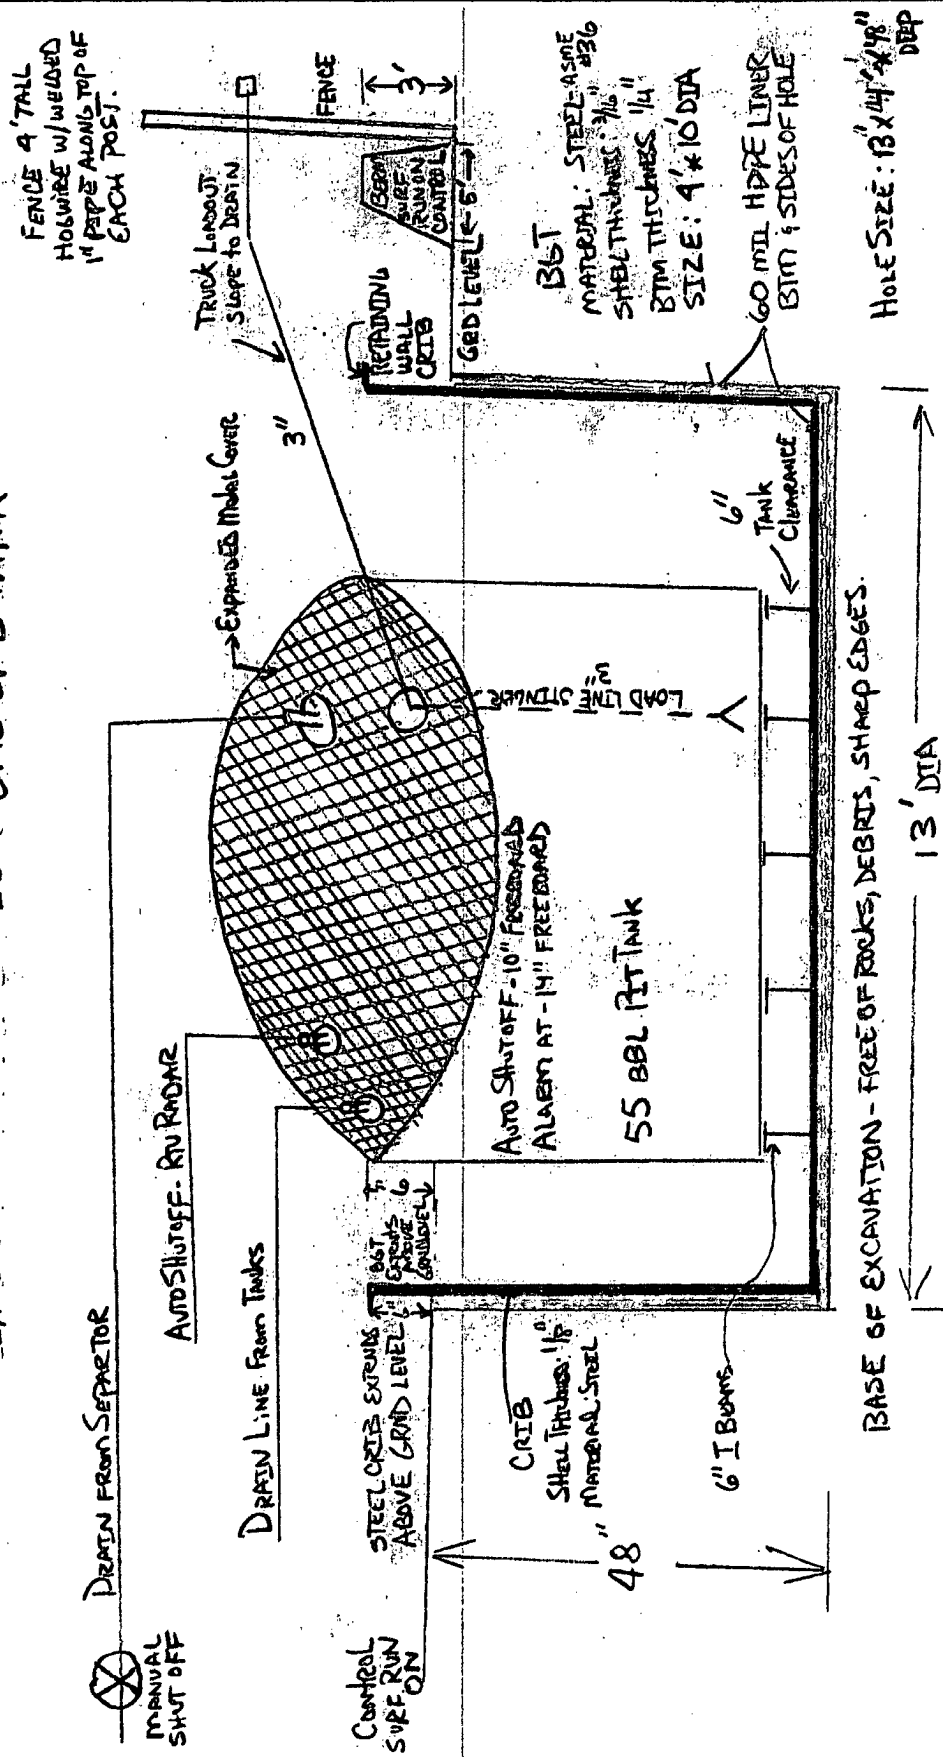 FENCE 4' TALL
HOGWIRE W/ WELDED
1" PIPE ALONG TOP OF
EACH POST.
DRAIN FROM SEPARTOR
MANUAL
SHUT OFF
AUTO SHUTOFF - RTU RADAR
DRAIN LINE FROM TANKS
EXPANDED METAL COVER
TRUCK LOADOUT
SLOPE TO DRAIN
3"
FENCE
3'
BERM
SURF
RUN ON
CONTROL
5'
RETAINING
WALL
CRIB
GRD LEVEL
CONTROL
SURF. RUN
ON
STEEL CRIB EXTENDS 6"
ABOVE GRND LEVEL
BGT
EXTENDS
ABOVE
GRNDLEVEL
6
AUTO SHUTOFF - 10" FREEBOARD
ALARM AT - 14" FREEBOARD
55 BBL PIT TANK
LOAD LINE STINGER
3"
BGT
MATERIAL: STEEL-ASME #36
SHELL THICKNESS: 3/16"
BTM THICKNESS 1/4"
SIZE: 4' x 10' DIA
60 MIL HDPE LINER
BTM & SIDES OF HOLE
CRIB
SHELL THICKNESS: 1/8"
MATERIAL: STEEL
6" I BEAMS
6"
TANK
CLEARANCE
48"
HOLE SIZE: 13'
48"
DEEP
BASE OF EXCAVATION - FREE OF ROCKS, DEBRIS, SHARP EDGES.
13' DIA